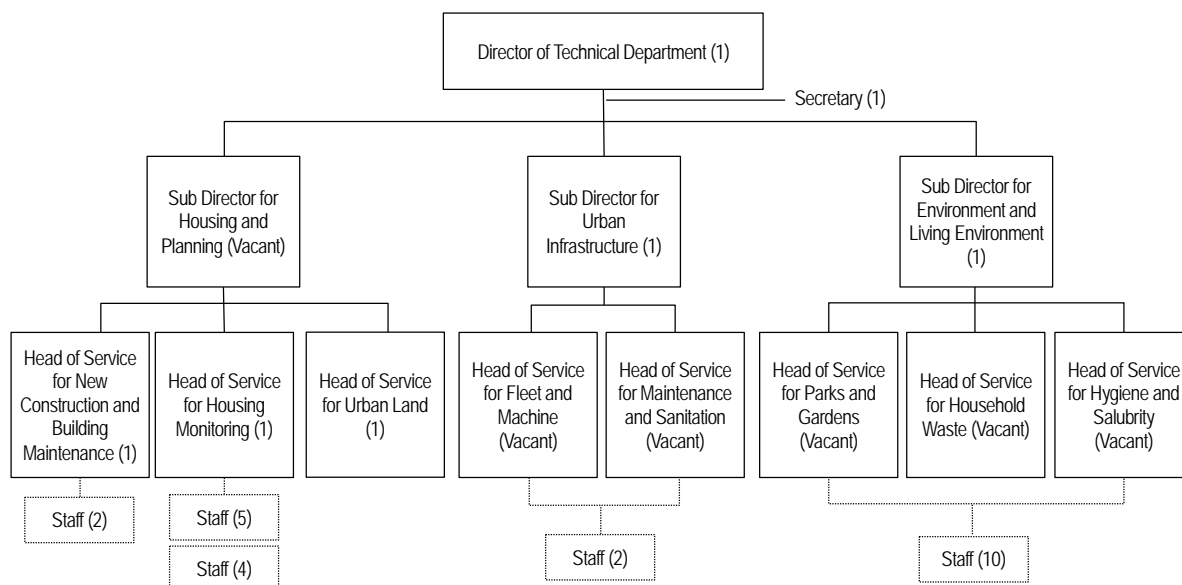 Director of Technical Department (1)
Secretary (1)
Sub Director for
Housing and
Planning (Vacant)
Sub Director for
Urban
Infrastructure (1)
Sub Director for
Environment and
Living Environment
(1)
Head of Service
for New
Construction and
Building
Maintenance (1)
Head of Service
for Housing
Monitoring (1)
Head of Service
for Urban Land
(1)
Head of Service
for Fleet and
Machine
(Vacant)
Head of Service
for Maintenance
and Sanitation
(Vacant)
Head of Service
for Parks and
Gardens
(Vacant)
Head of Service
for Household
Waste (Vacant)
Head of Service
for Hygiene and
Salubrity
(Vacant)
Staff (2)
Staff (5)
Staff (4)
Staff (2)
Staff (10)